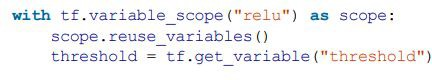 with tf.variable_scope("relu") as scope:
    scope.reuse_variables()
    threshold = tf.get_variable("threshold")